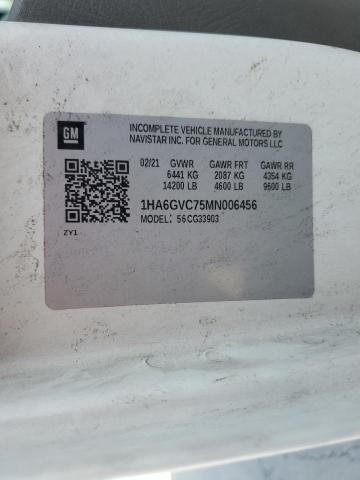 GM
INCOMPLETE VEHICLE MANUFACTURED BY
NAVISTAR INC. FOR GENERAL MOTORS LLC
02/21 GVWR GAWR FRT GAWR RR
6441 KG 2087 KG 4354 KG
14200 LB 4600 LB 9600 LB
1HA6GVC75MN006456
MODEL: 56CG33903
ZY1